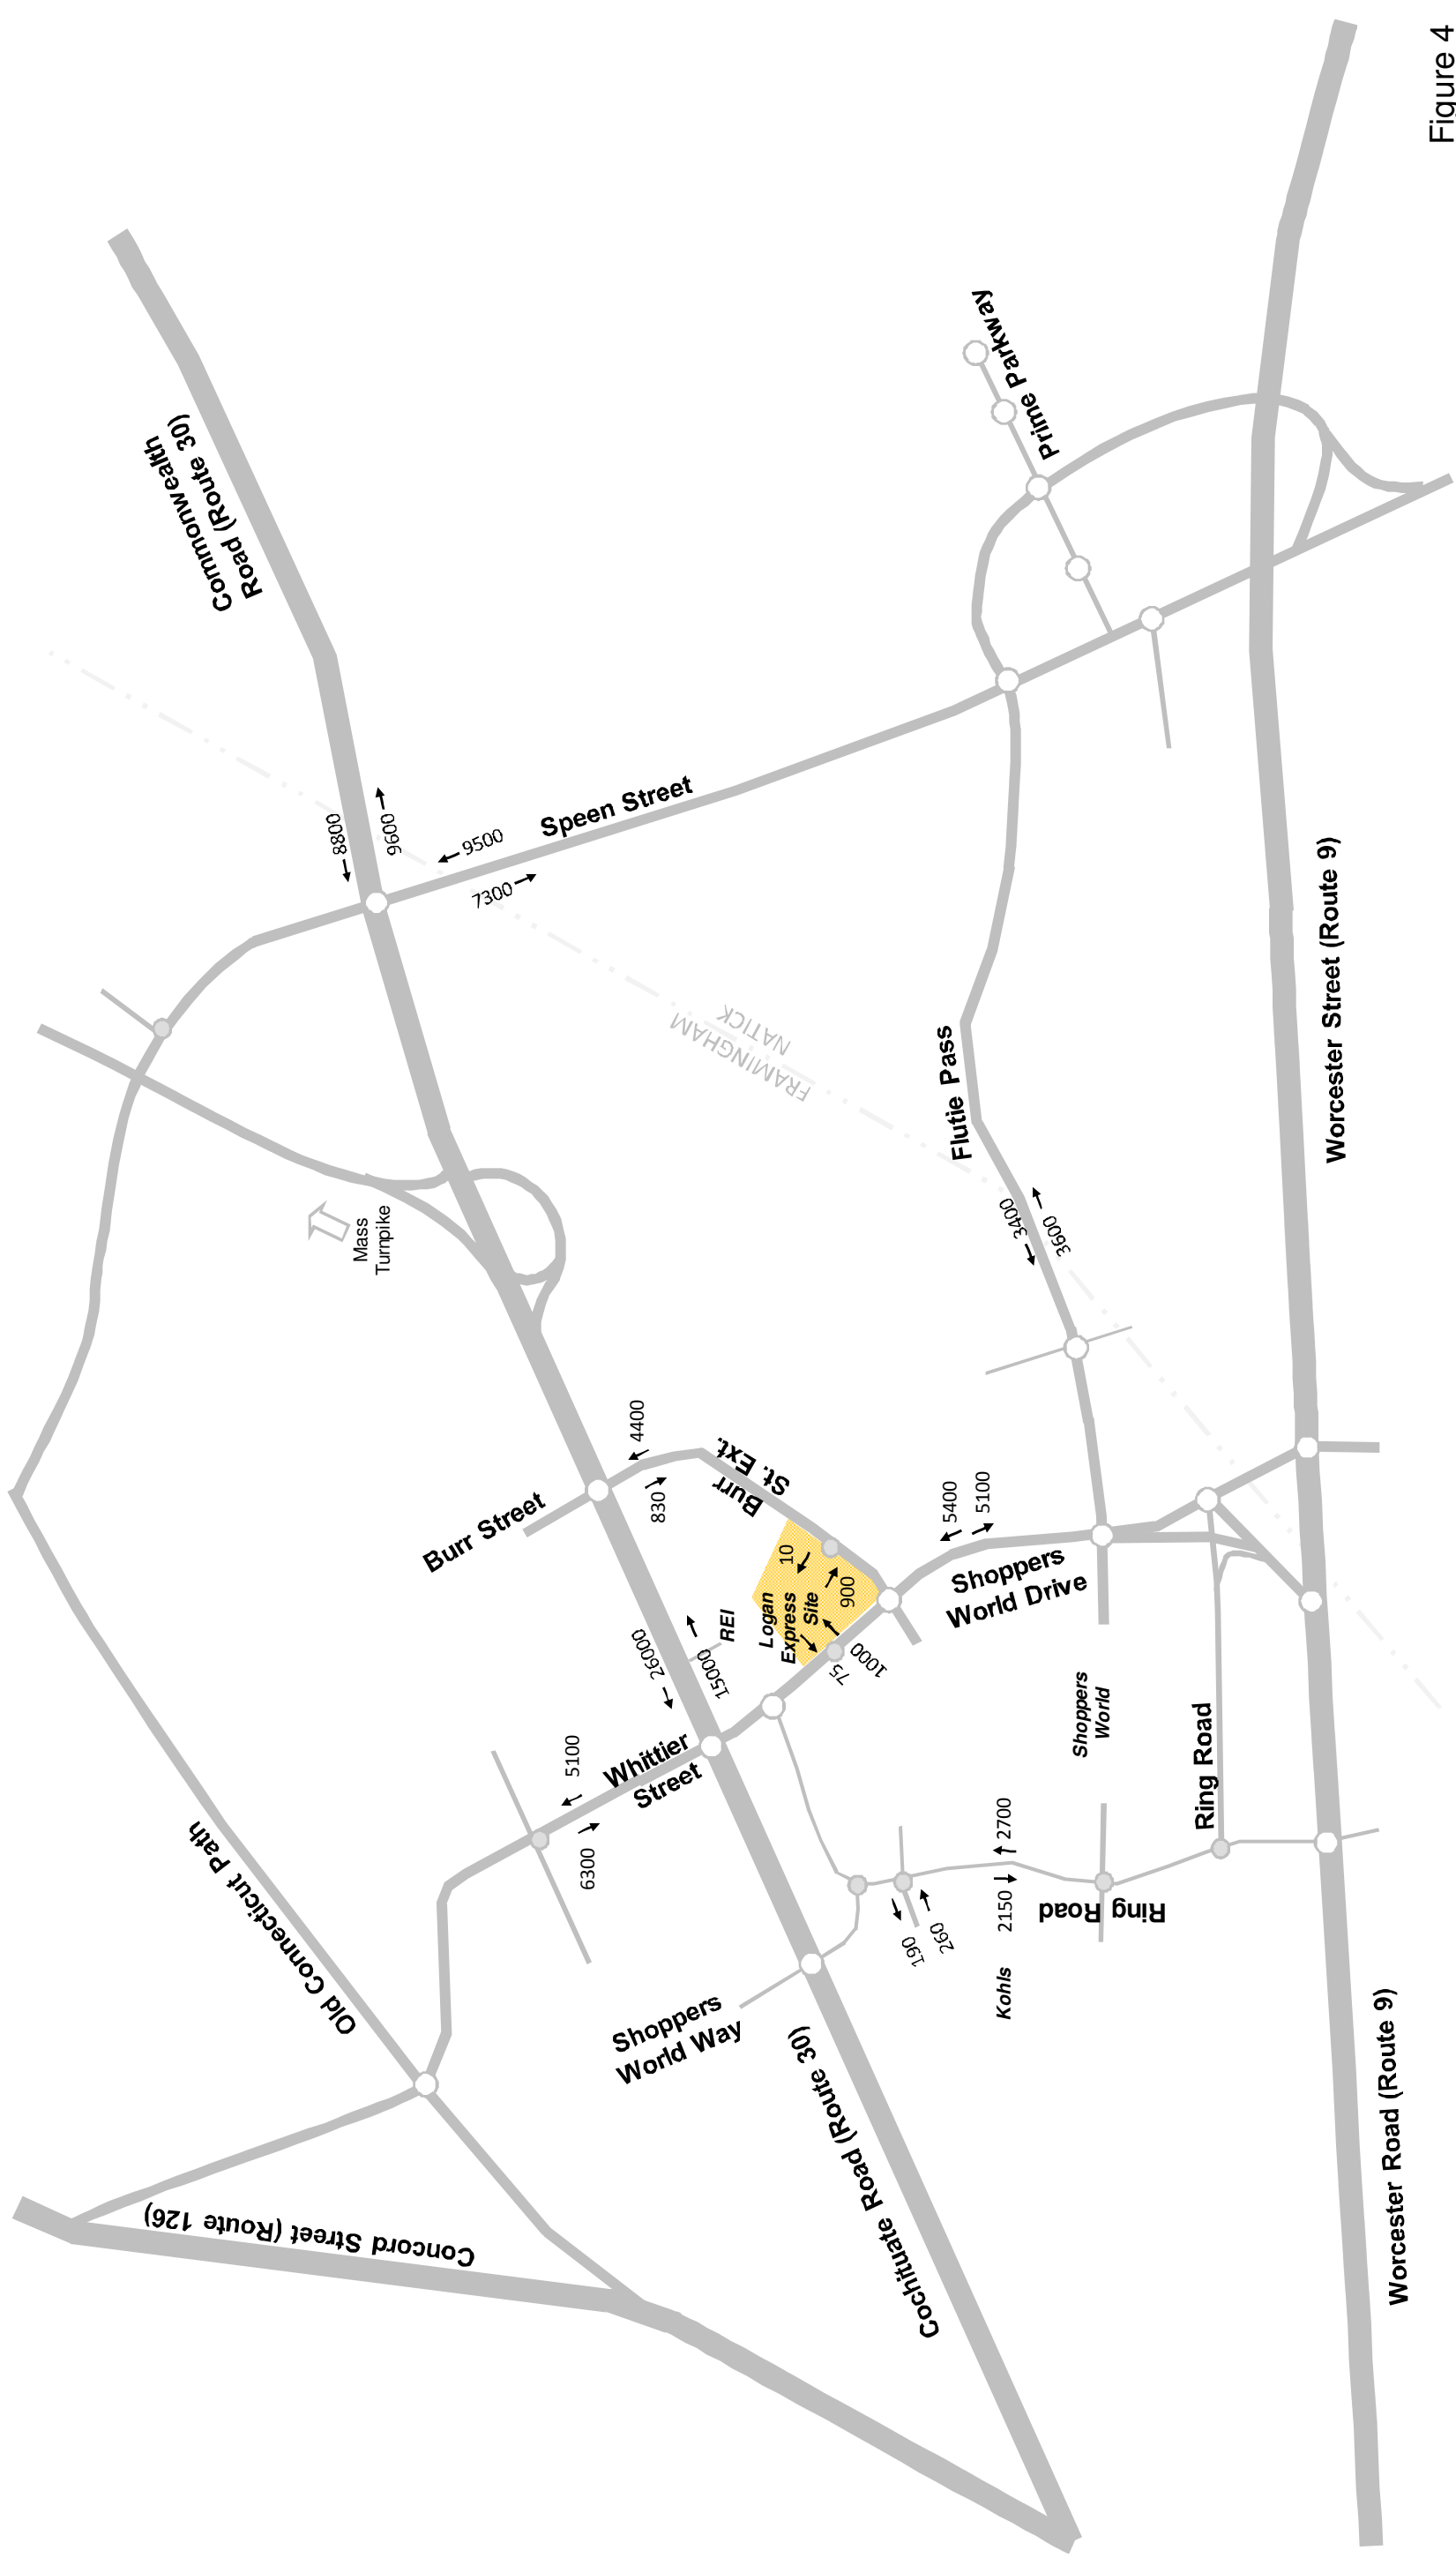 Figure 4
Commonwealth
Road (Route 30)
Prime Parkway
8800
9600
9500
7300
Speen Street
FRAMINGHAM
NATICK
Flutie Pass
3400
3600
Worcester Street (Route 9)
Mass
Turnpike
Burr Street
4400
830
Burr
St. Ext.
5400
5100
Shoppers
World Drive
10
900
Logan
Express
Site
1000
75
REI
26000
15000
Whittier
Street
5100
6300
Old Connecticut Path
Shoppers
World
Ring Road
2700
2150
Ring Road
190
260
Kohls
Shoppers
World Way
Cochituate Road (Route 30)
Concord Street (Route 126)
Worcester Road (Route 9)